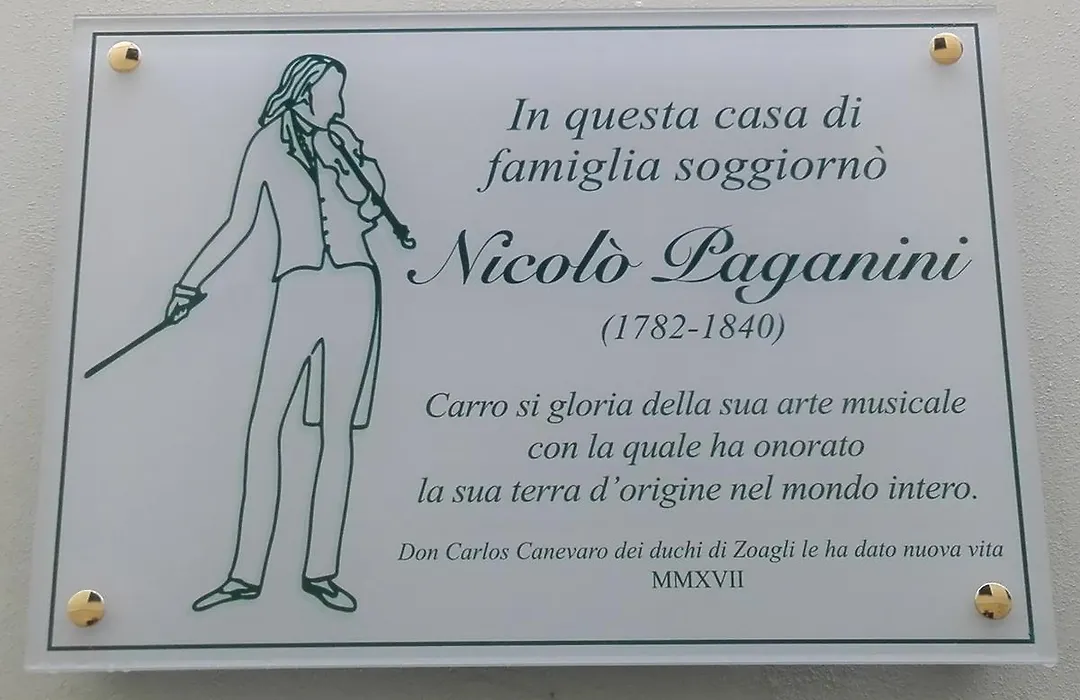 In questa casa di
famiglia soggiornò
Nicolò Paganini
(1782-1840)
Carro si gloria della sua arte musicale
con la quale ha onorato
la sua terra d'origine nel mondo intero.
Don Carlos Canevaro dei duchi di Zoagli le ha dato nuova vita
MMXVII